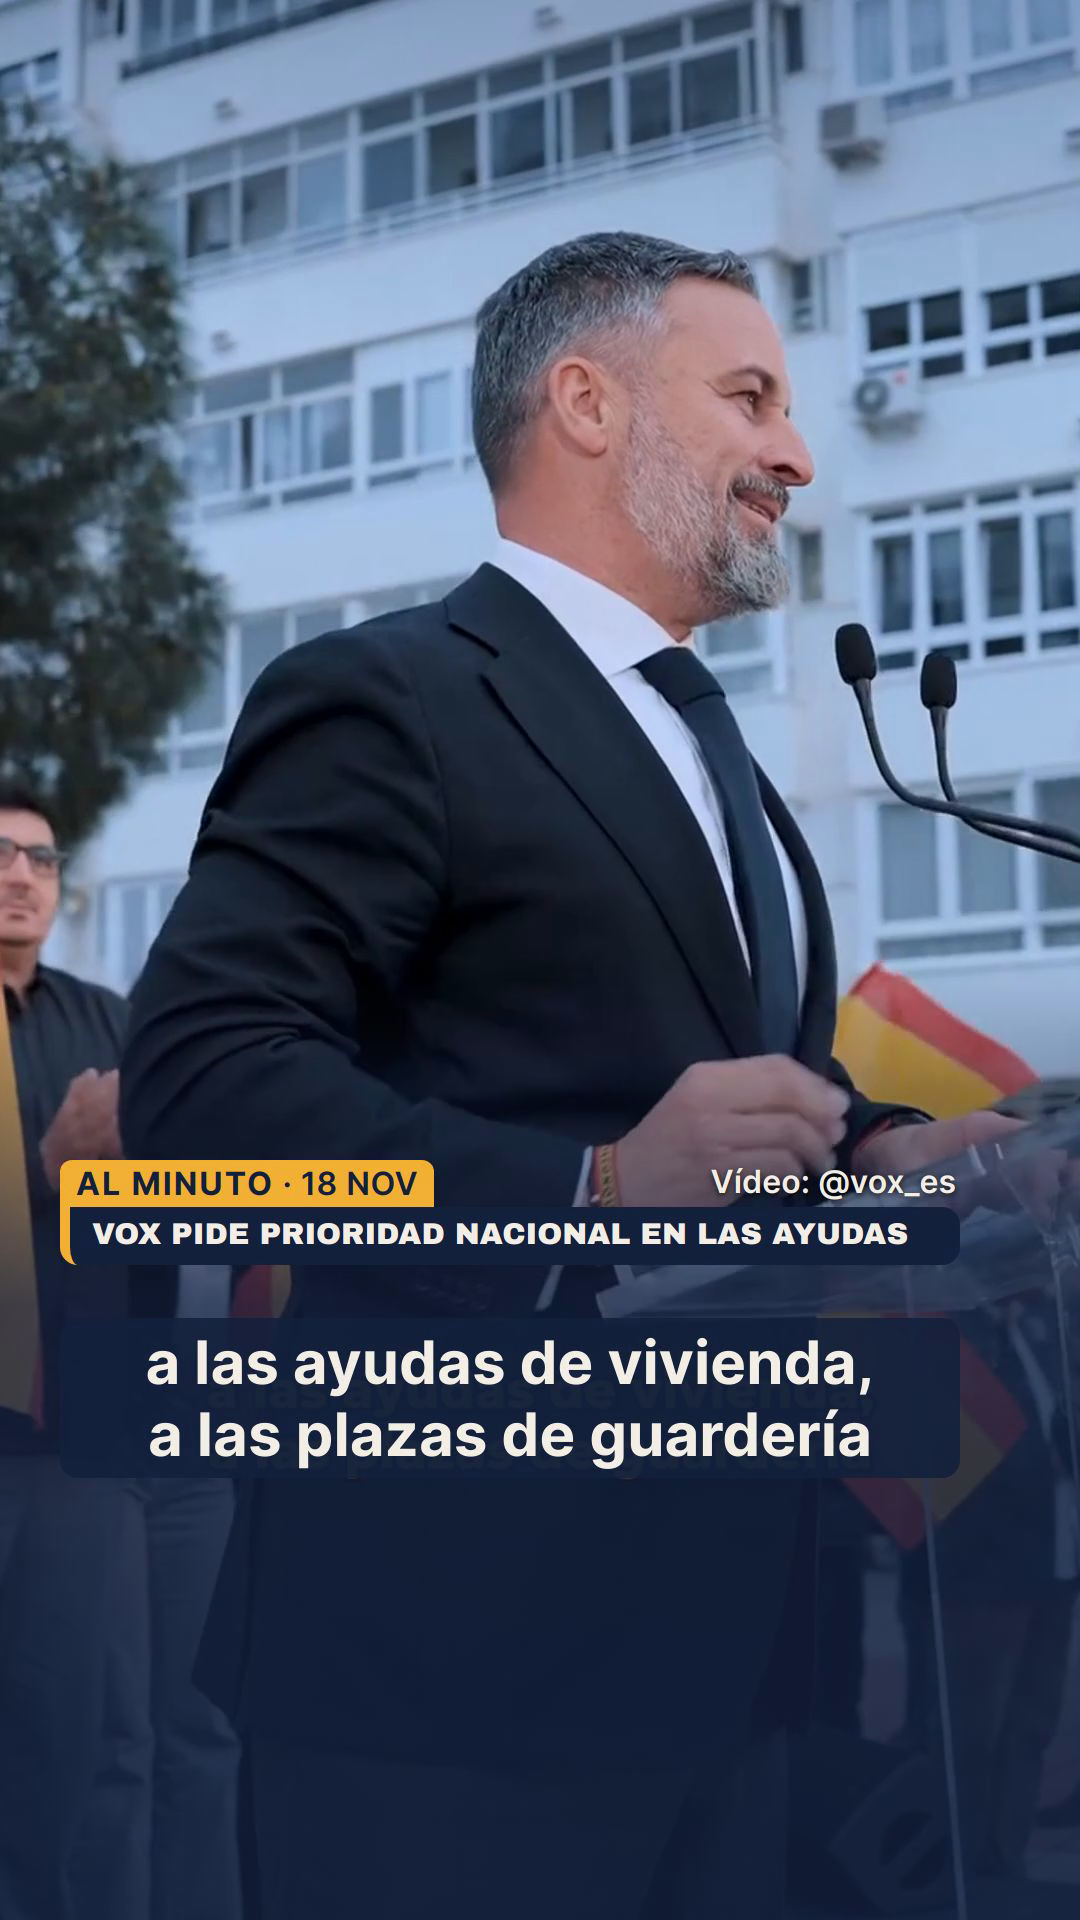 AL MINUTO · 18 NOV
Vídeo: @vox_es
VOX PIDE PRIORIDAD NACIONAL EN LAS AYUDAS
a las ayudas de vivienda,
a las plazas de guardería